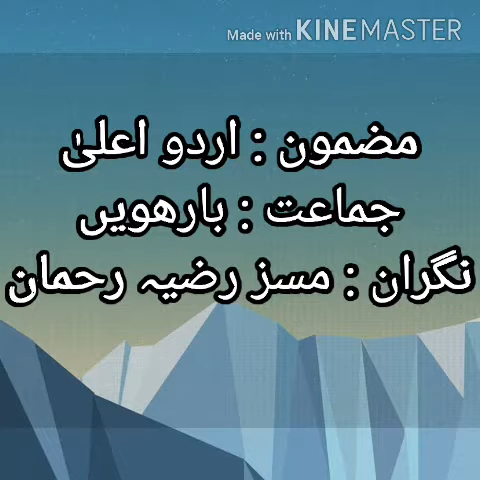 Made with KINEMASTER
مضمون : اردو اعلیٰ
جماعت : بارھویں
نگران : مسز رضیہ رحمان